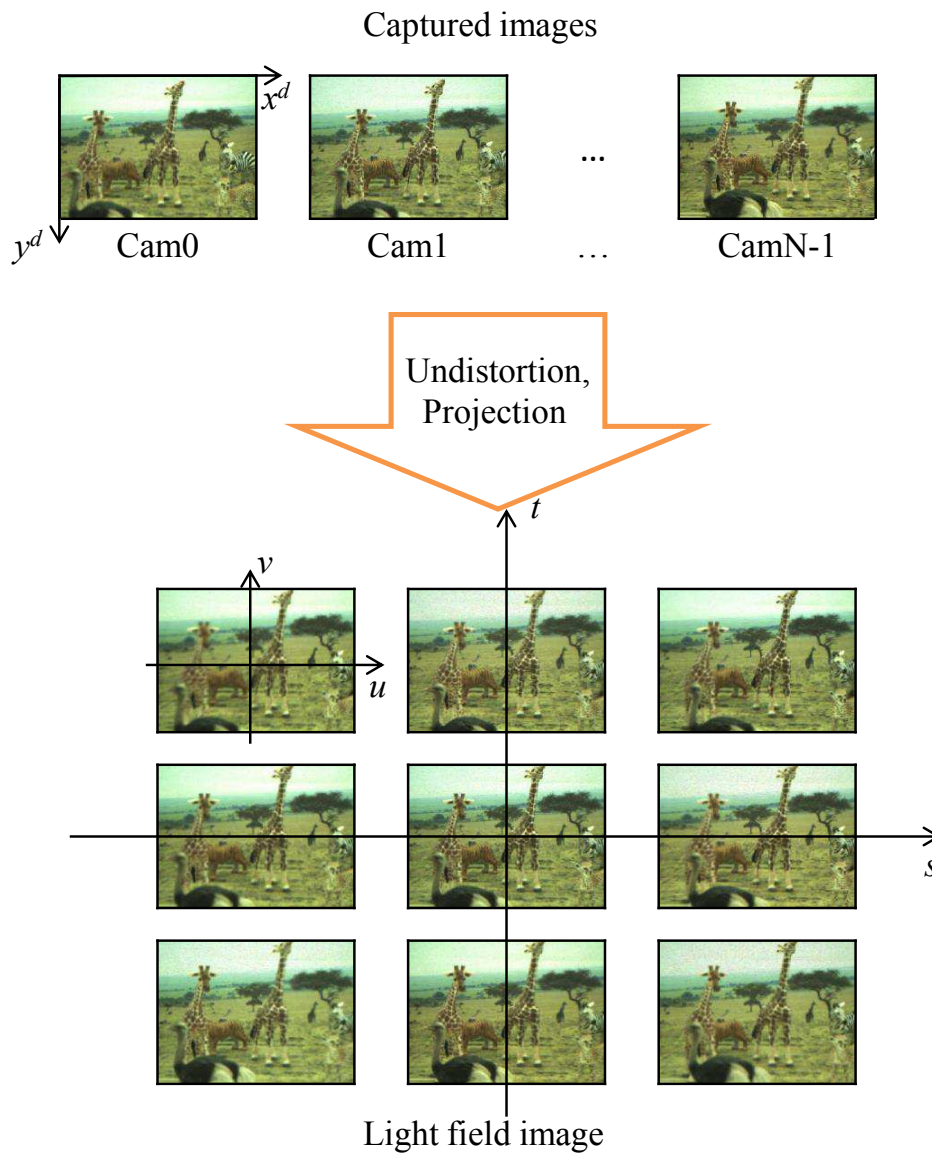 Captured images
x^d
...
y^d
Cam0
Cam1
...
CamN-1
Undistortion,
Projection
t
v
u
s
Light field image